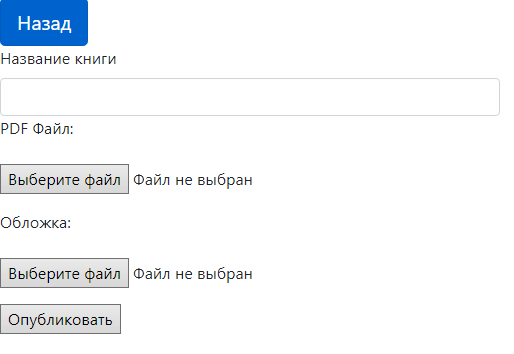 Назад
Название книги
PDF Файл:
Выберите файл Файл не выбран
Обложка:
Выберите файл Файл не выбран
Опубликовать